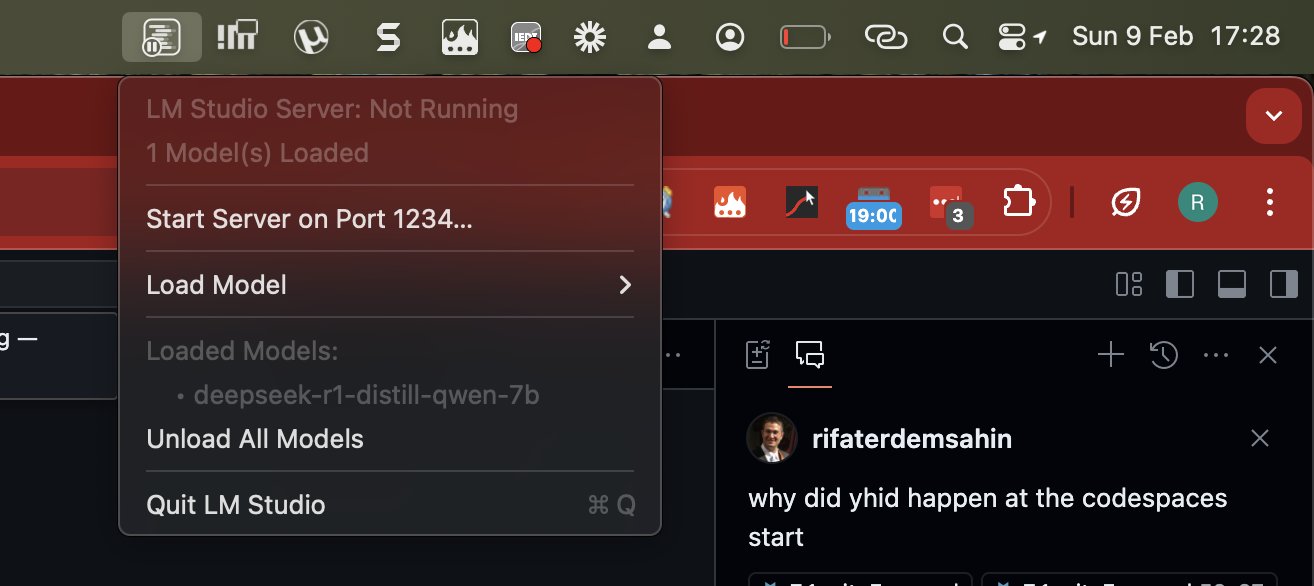 Sun 9 Feb 17:28
LM Studio Server: Not Running
1 Model(s) Loaded
Start Server on Port 1234...
Load Model
Loaded Models:
• deepseek-r1-distill-qwen-7b
Unload All Models
Quit LM Studio ⌘ Q
19:00
3
R
g —
rifaterdemsahin
why did yhid happen at the codespaces
start